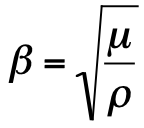 β = √(μ/ρ)